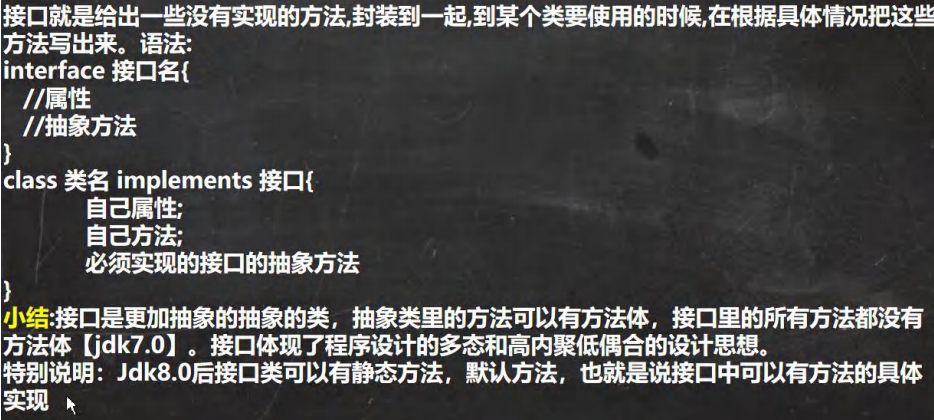 接口就是给出一些没有实现的方法,封装到一起,到某个类要使用的时候,在根据具体情况把这些
方法写出来。语法:
interface 接口名{
//属性
//抽象方法
}
class 类名 implements 接口{
自己属性;
自己方法;
必须实现的接口的抽象方法
}
小结:接口是更加抽象的抽象的类，抽象类里的方法可以有方法体，接口里的所有方法都没有
方法体【jdk7.0】。接口体现了程序设计的多态和高内聚低偶合的设计思想。
特别说明：Jdk8.0后接口类可以有静态方法，默认方法，也就是说接口中可以有方法的具体
实现